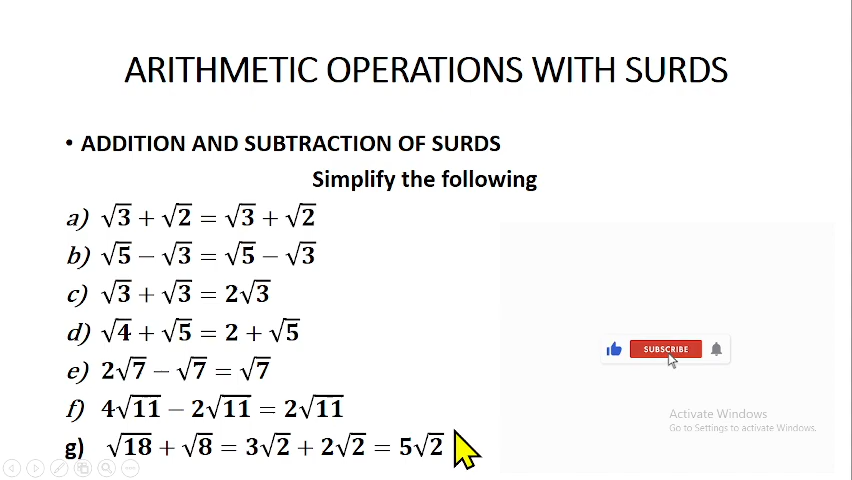 ARITHMETIC OPERATIONS WITH SURDS
• ADDITION AND SUBTRACTION OF SURDS
Simplify the following
a) √3 + √2 = √3 + √2
b) √5 − √3 = √5 − √3
c) √3 + √3 = 2√3
d) √4 + √5 = 2 + √5
e) 2√7 − √7 = √7
f) 4√11 − 2√11 = 2√11
g) √18 + √8 = 3√2 + 2√2 = 5√2
SUBSCRIBE
Activate Windows
Go to Settings to activate Windows.